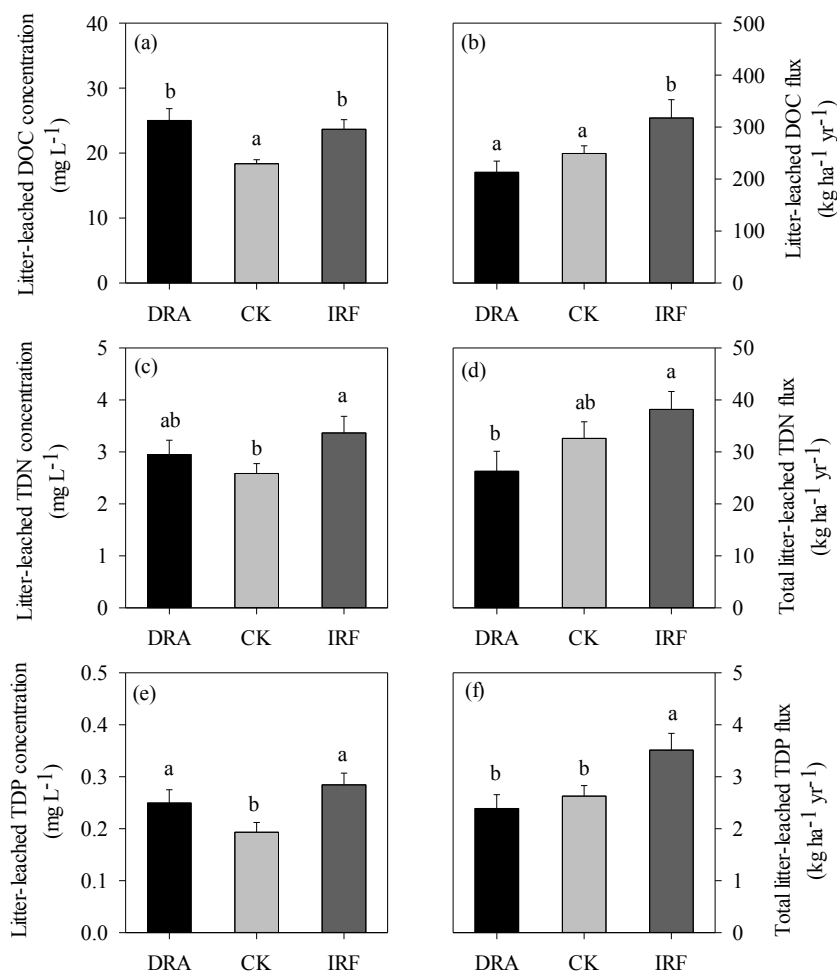 Litter-leached DOC concentration
(mg L⁻¹)
40
30
20
10
0
(a)
b
a
b
DRA CK IRF
(b)
a
a
b
DRA CK IRF
500
400
300
200
100
0
Litter-leached DOC flux
(kg ha⁻¹ yr⁻¹)
Litter-leached TDN concentration
(mg L⁻¹)
5
4
3
2
1
0
(c)
ab
b
a
DRA CK IRF
(d)
b
ab
a
DRA CK IRF
50
40
30
20
10
0
Total litter-leached TDN flux
(kg ha⁻¹ yr⁻¹)
Litter-leached TDP concentration
(mg L⁻¹)
0.5
0.4
0.3
0.2
0.1
0.0
(e)
a
b
a
DRA CK IRF
(f)
b
b
a
DRA CK IRF
5
4
3
2
1
0
Total litter-leached TDP flux
(kg ha⁻¹ yr⁻¹)